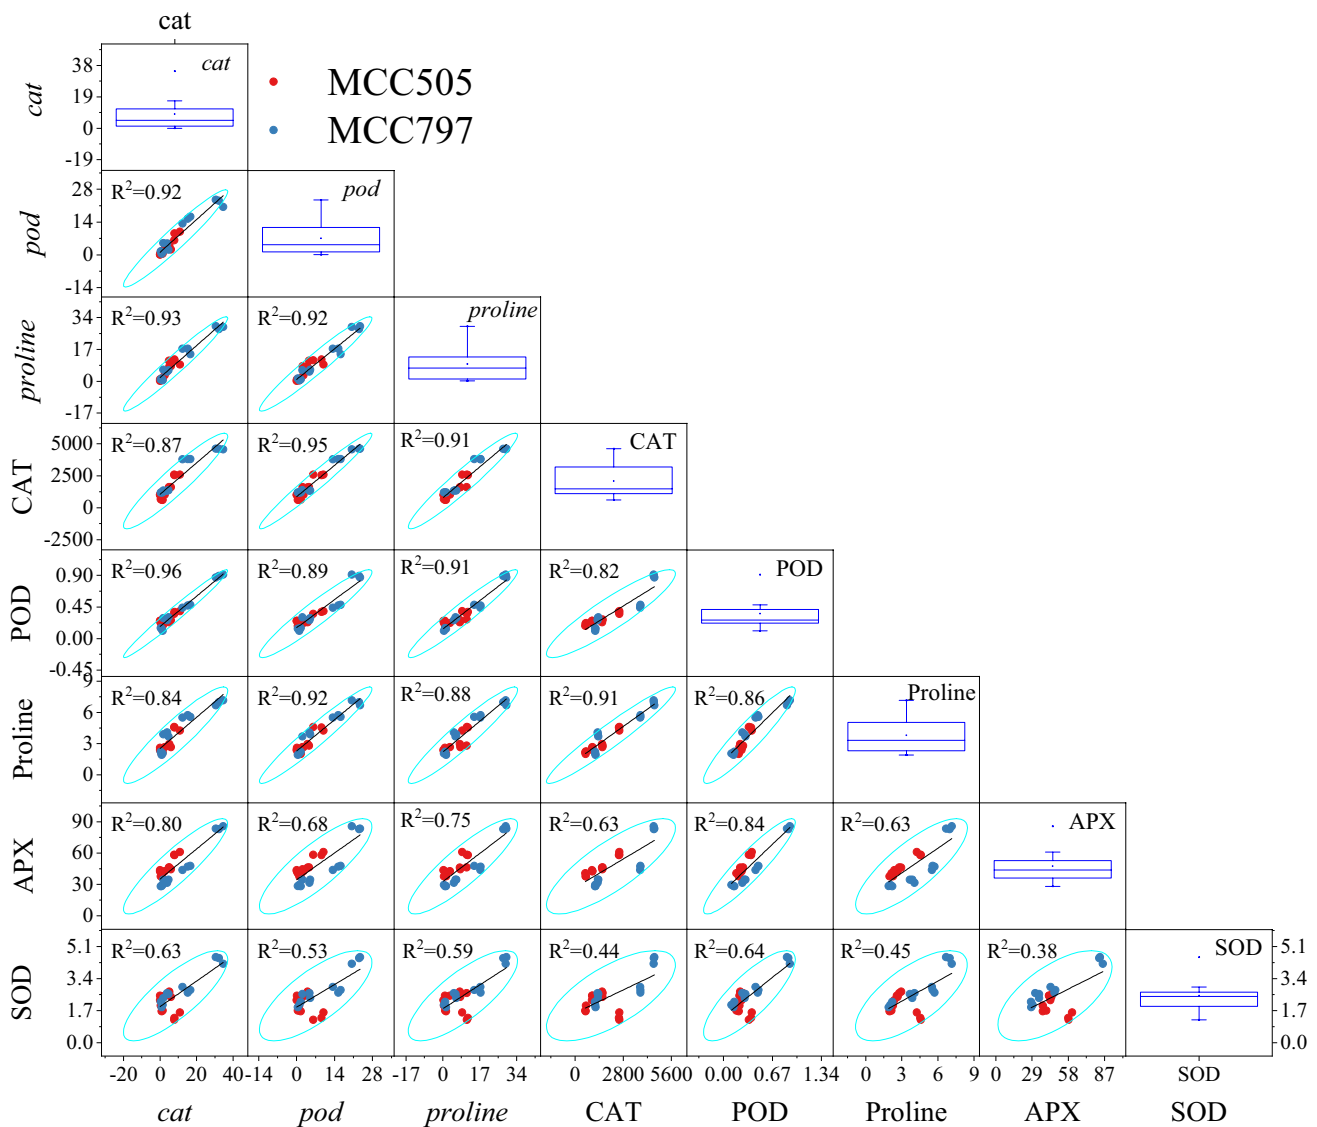 cat
cat
38
19
0
-19
cat
MCC505
MCC797
pod
28
14
0
-14
R²=0.92
pod
proline
34
17
0
-17
R²=0.93
R²=0.92
proline
CAT
5000
2500
0
-2500
R²=0.87
R²=0.95
R²=0.91
CAT
POD
0.90
0.45
0.00
-0.45
R²=0.96
R²=0.89
R²=0.91
R²=0.82
POD
Proline
9
6
3
0
R²=0.84
R²=0.92
R²=0.88
R²=0.91
R²=0.86
Proline
APX
90
60
30
0
R²=0.80
R²=0.68
R²=0.75
R²=0.63
R²=0.84
R²=0.63
APX
SOD
5.1
3.4
1.7
0.0
R²=0.63
R²=0.53
R²=0.59
R²=0.44
R²=0.64
R²=0.45
R²=0.38
SOD
5.1
3.4
1.7
0.0
-20 0 20 40 -14 0 14 28 -17 0 17 34 0 2800 5600 0.00 0.67 1.34 0 3 6 9 0 29 58 87 SOD
cat pod proline CAT POD Proline APX SOD